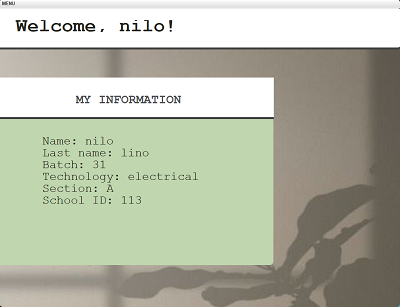 MENU
Welcome, nilo!
MY INFORMATION
Name: nilo
Last name: lino
Batch: 31
Technology: electrical
Section: A
School ID: 113